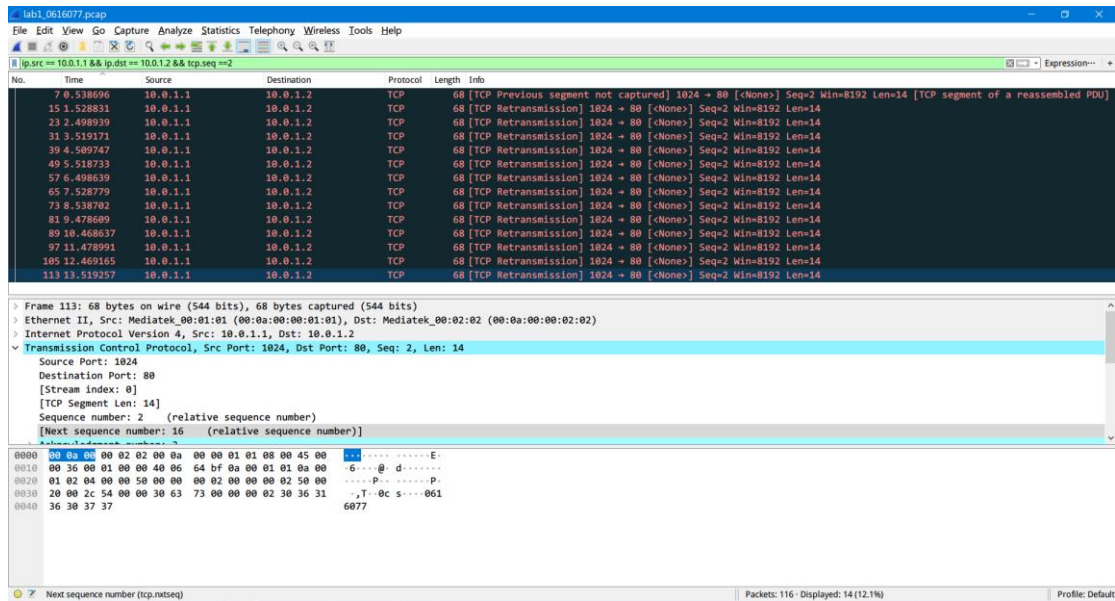 lab1_0616077.pcap
File Edit View Go Capture Analyze Statistics Telephony Wireless Tools Help
ip.src == 10.0.1.1 && ip.dst == 10.0.1.2 && tcp.seq ==2 Expression… +
No. Time Source Destination Protocol Length Info
7 0.538696 10.0.1.1 10.0.1.2 TCP 68 [TCP Previous segment not captured] 1024 → 80 [<None>] Seq=2 Win=8192 Len=14 [TCP segment of a reassembled PDU]
15 1.528831 10.0.1.1 10.0.1.2 TCP 68 [TCP Retransmission] 1024 → 80 [<None>] Seq=2 Win=8192 Len=14
23 2.498939 10.0.1.1 10.0.1.2 TCP 68 [TCP Retransmission] 1024 → 80 [<None>] Seq=2 Win=8192 Len=14
31 3.519171 10.0.1.1 10.0.1.2 TCP 68 [TCP Retransmission] 1024 → 80 [<None>] Seq=2 Win=8192 Len=14
39 4.509747 10.0.1.1 10.0.1.2 TCP 68 [TCP Retransmission] 1024 → 80 [<None>] Seq=2 Win=8192 Len=14
49 5.518733 10.0.1.1 10.0.1.2 TCP 68 [TCP Retransmission] 1024 → 80 [<None>] Seq=2 Win=8192 Len=14
57 6.498639 10.0.1.1 10.0.1.2 TCP 68 [TCP Retransmission] 1024 → 80 [<None>] Seq=2 Win=8192 Len=14
65 7.528779 10.0.1.1 10.0.1.2 TCP 68 [TCP Retransmission] 1024 → 80 [<None>] Seq=2 Win=8192 Len=14
73 8.538702 10.0.1.1 10.0.1.2 TCP 68 [TCP Retransmission] 1024 → 80 [<None>] Seq=2 Win=8192 Len=14
81 9.478609 10.0.1.1 10.0.1.2 TCP 68 [TCP Retransmission] 1024 → 80 [<None>] Seq=2 Win=8192 Len=14
89 10.468637 10.0.1.1 10.0.1.2 TCP 68 [TCP Retransmission] 1024 → 80 [<None>] Seq=2 Win=8192 Len=14
97 11.478991 10.0.1.1 10.0.1.2 TCP 68 [TCP Retransmission] 1024 → 80 [<None>] Seq=2 Win=8192 Len=14
105 12.469165 10.0.1.1 10.0.1.2 TCP 68 [TCP Retransmission] 1024 → 80 [<None>] Seq=2 Win=8192 Len=14
113 13.519257 10.0.1.1 10.0.1.2 TCP 68 [TCP Retransmission] 1024 → 80 [<None>] Seq=2 Win=8192 Len=14
Frame 113: 68 bytes on wire (544 bits), 68 bytes captured (544 bits)
Ethernet II, Src: Mediatek_00:01:01 (00:0a:00:00:01:01), Dst: Mediatek_00:02:02 (00:0a:00:00:02:02)
Internet Protocol Version 4, Src: 10.0.1.1, Dst: 10.0.1.2
Transmission Control Protocol, Src Port: 1024, Dst Port: 80, Seq: 2, Len: 14
Source Port: 1024
Destination Port: 80
[Stream index: 0]
[TCP Segment Len: 14]
Sequence number: 2 (relative sequence number)
[Next sequence number: 16 (relative sequence number)]
0000 00 0a 00 00 02 02 00 0a 00 00 01 01 08 00 45 00 ··············E·
0010 00 36 00 01 00 00 40 06 64 bf 0a 00 01 01 0a 00 ·6····@·d·······
0020 01 02 04 00 00 50 00 00 00 02 00 00 00 02 50 00 ·····P········P·
0030 20 00 2c 54 00 00 30 63 73 00 00 00 02 30 36 31 ·,T··0c s····061
0040 36 30 37 37 6077
Next sequence number (tcp.nxtseq) Packets: 116 · Displayed: 14 (12.1%) Profile: Default